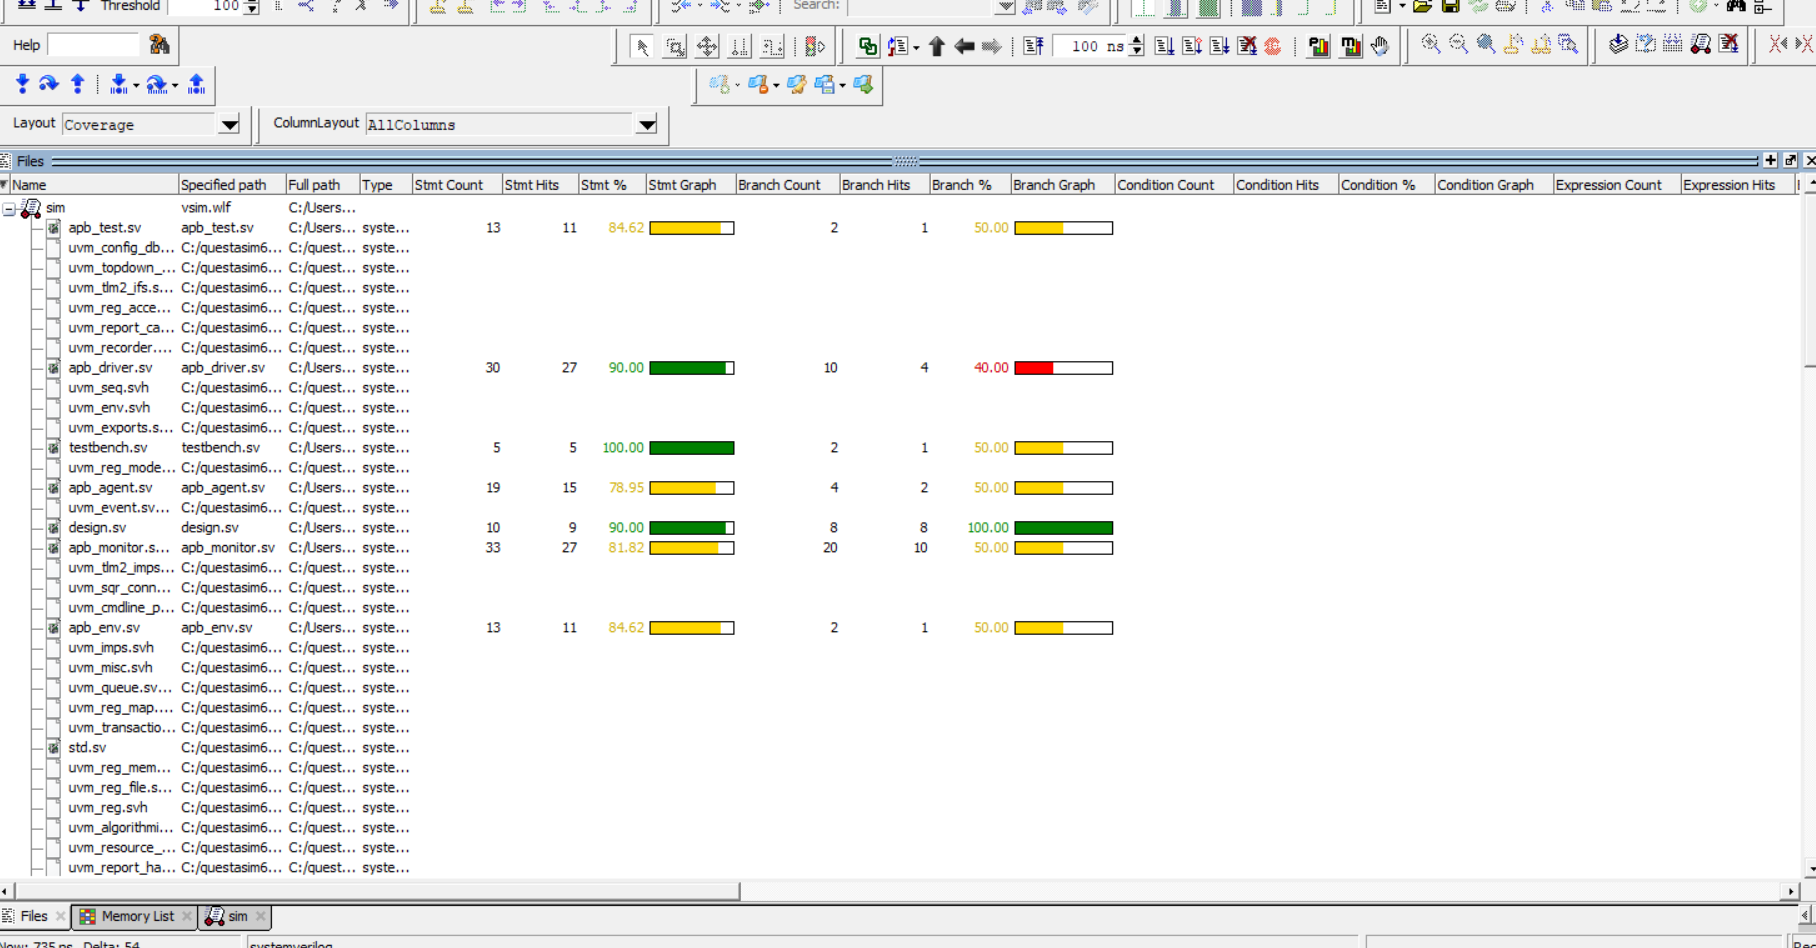 Threshold 100 Search:
Help 100 ns
Layout Coverage ColumnLayout AllColumns
Files
Name Specified path Full path Type Stmt Count Stmt Hits Stmt % Stmt Graph Branch Count Branch Hits Branch % Branch Graph Condition Count Condition Hits Condition % Condition Graph Expression Count Expression Hits
sim vsim.wlf C:/Users...
apb_test.sv apb_test.sv C:/Users... syste... 13 11 84.62 2 1 50.00
uvm_config_db... C:/questasim6... C:/quest... syste...
uvm_topdown_... C:/questasim6... C:/quest... syste...
uvm_tlm2_ifs.s... C:/questasim6... C:/quest... syste...
uvm_reg_acce... C:/questasim6... C:/quest... syste...
uvm_report_ca... C:/questasim6... C:/quest... syste...
uvm_recorder.... C:/questasim6... C:/quest... syste...
apb_driver.sv apb_driver.sv C:/Users... syste... 30 27 90.00 10 4 40.00
uvm_seq.svh C:/questasim6... C:/quest... syste...
uvm_env.svh C:/questasim6... C:/quest... syste...
uvm_exports.s... C:/questasim6... C:/quest... syste...
testbench.sv testbench.sv C:/Users... syste... 5 5 100.00 2 1 50.00
uvm_reg_mode... C:/questasim6... C:/quest... syste...
apb_agent.sv apb_agent.sv C:/Users... syste... 19 15 78.95 4 2 50.00
uvm_event.sv... C:/questasim6... C:/quest... syste...
design.sv design.sv C:/Users... syste... 10 9 90.00 8 8 100.00
apb_monitor.s... apb_monitor.sv C:/Users... syste... 33 27 81.82 20 10 50.00
uvm_tlm2_imps... C:/questasim6... C:/quest... syste...
uvm_sqr_conn... C:/questasim6... C:/quest... syste...
uvm_cmdline_p... C:/questasim6... C:/quest... syste...
apb_env.sv apb_env.sv C:/Users... syste... 13 11 84.62 2 1 50.00
uvm_imps.svh C:/questasim6... C:/quest... syste...
uvm_misc.svh C:/questasim6... C:/quest... syste...
uvm_queue.sv... C:/questasim6... C:/quest... syste...
uvm_reg_map.... C:/questasim6... C:/quest... syste...
uvm_transactio... C:/questasim6... C:/quest... syste...
std.sv C:/questasim6... C:/quest... syste...
uvm_reg_mem... C:/questasim6... C:/quest... syste...
uvm_reg_file.s... C:/questasim6... C:/quest... syste...
uvm_reg.svh C:/questasim6... C:/quest... syste...
uvm_algorithmi... C:/questasim6... C:/quest... syste...
uvm_resource_... C:/questasim6... C:/quest... syste...
uvm_report_ha... C:/questasim6... C:/quest... syste...
Files Memory List sim
Now: 735 ns Delta: 54 systemverilog